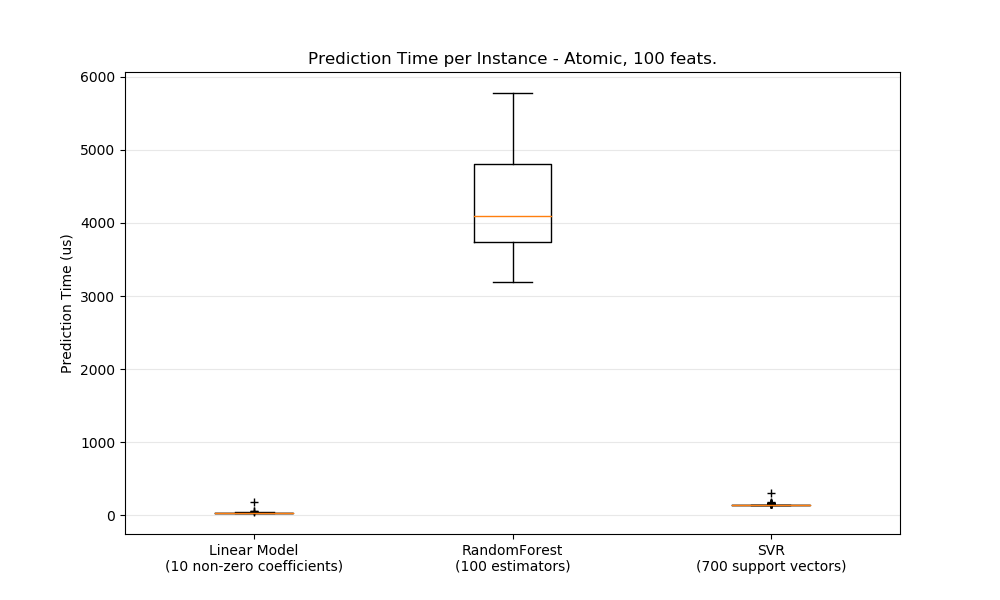 Prediction Time per Instance - Atomic, 100 feats.
6000
5000
4000
3000
2000
1000
0
Prediction Time (us)
Linear Model
(10 non-zero coefficients)
RandomForest
(100 estimators)
SVR
(700 support vectors)